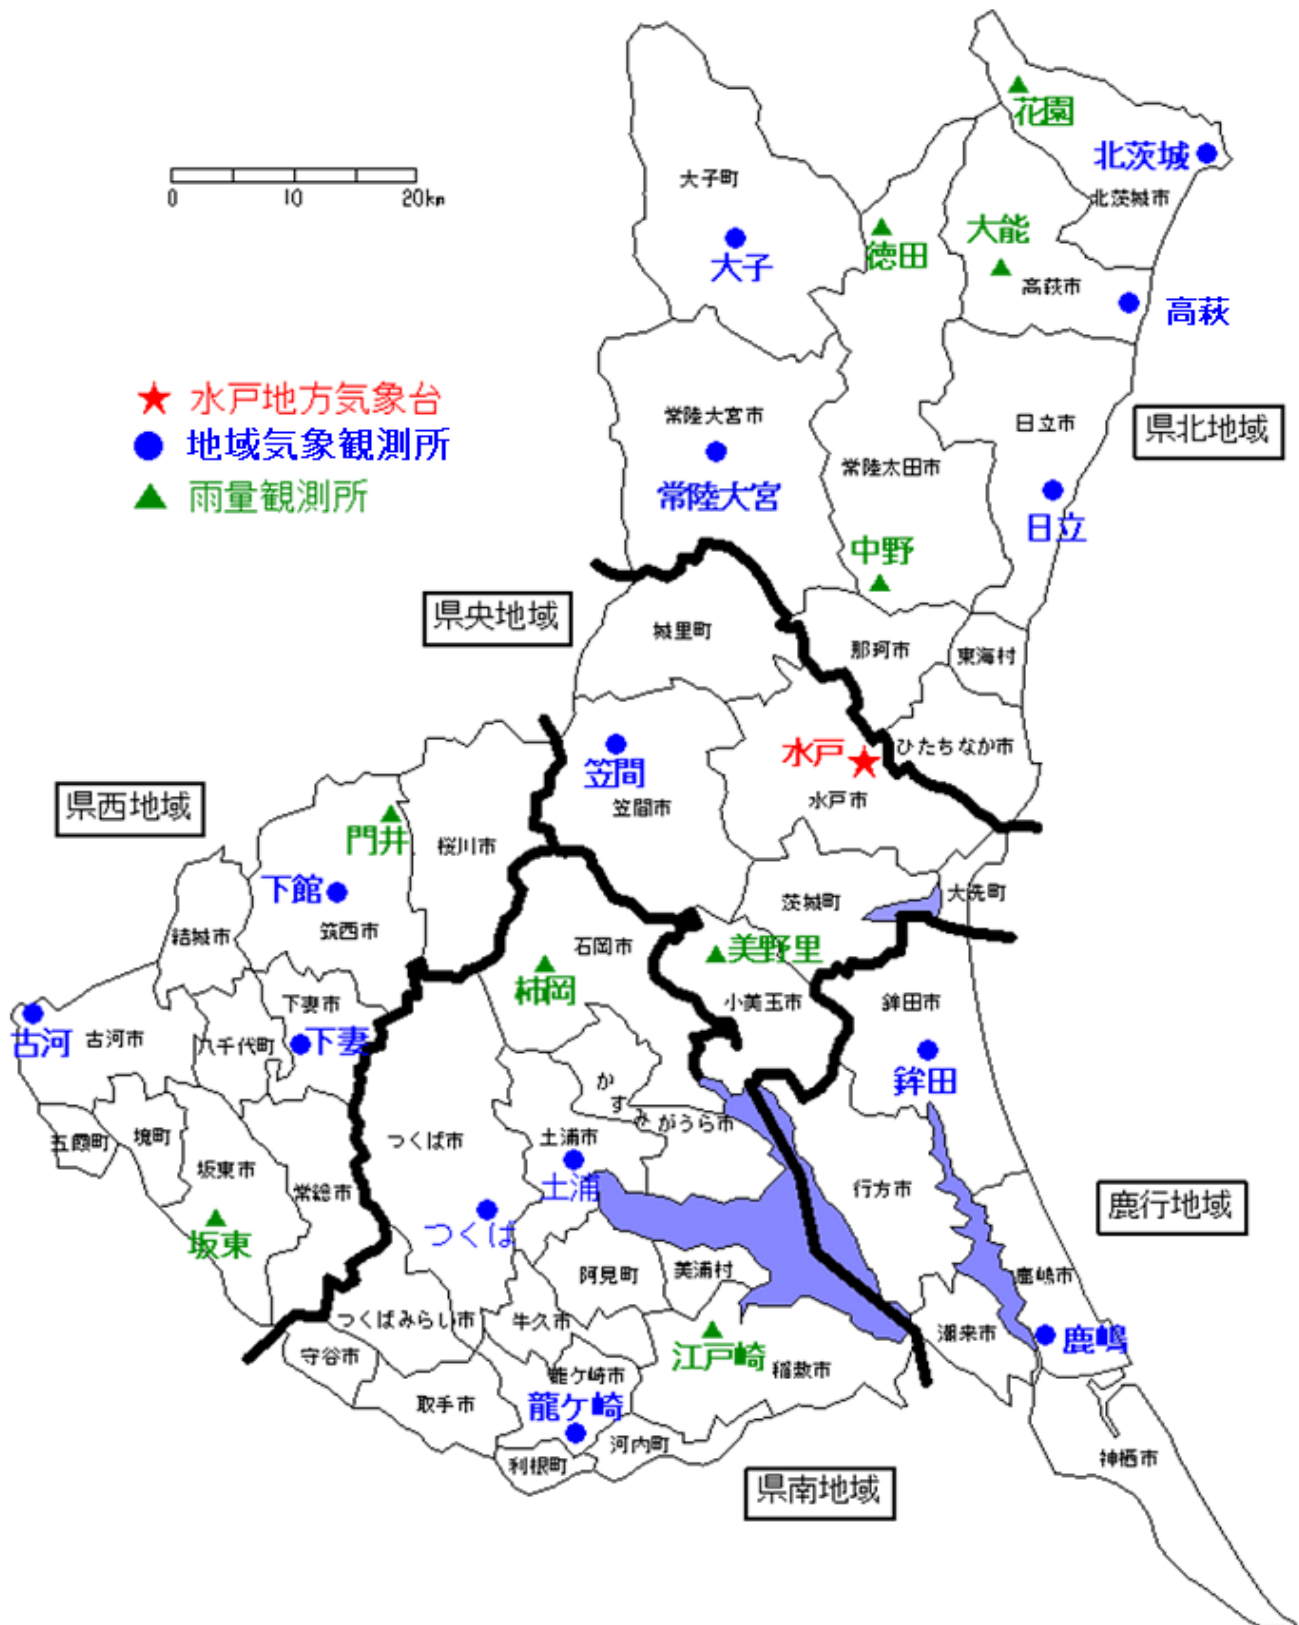 花園
北茨城
北茨城市
大子町
0 10 20km
大能
徳田
大子
高萩市
高萩
水戸地方気象台
地域気象観測所
雨量観測所
常陸大宮市
常陸大宮
常陸太田市
日立市
県北地域
日立
中野
県央地域
城里町
那珂市
東海村
水戸
ひたちなか市
笠間
笠間市
水戸市
県西地域
門井
桜川市
下館
筑西市
結城市
茨城町
大洗町
石岡市
美野里
柿岡
小美玉市
鉾田市
下妻市
古河
古河市
八千代町
下妻
鉾田
かすみがうら市
五霞町
境町
坂東市
つくば市
土浦市
常総市
土浦
行方市
鹿行地域
坂東
つくば
阿見町
美浦村
鹿嶋市
つくばみらい市
牛久市
潮来市
鹿嶋
守谷市
江戸崎
稲敷市
龍ケ崎市
取手市
龍ケ崎
河内町
利根町
神栖市
県南地域